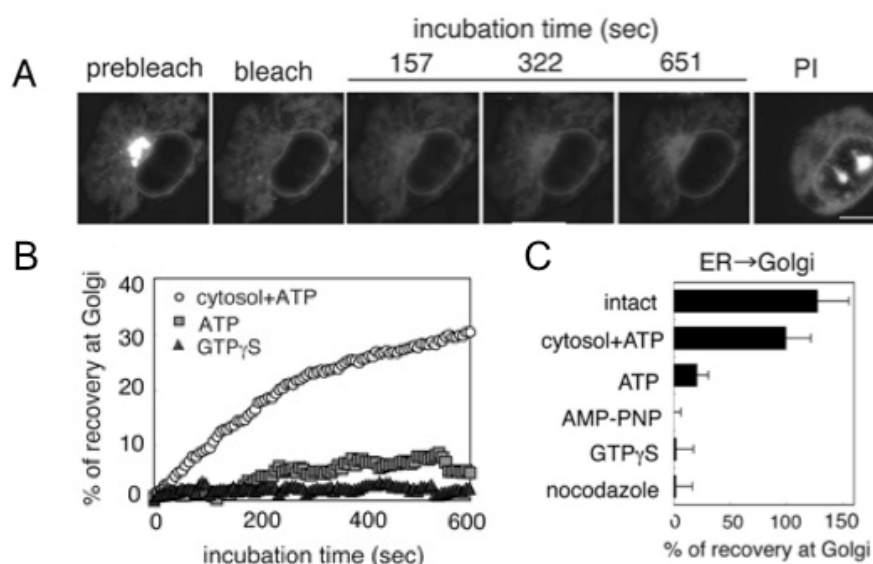 incubation time (sec)
A prebleach bleach 157 322 651 PI
B
% of recovery at Golgi
40
30
20
10
0
cytosol+ATP
ATP
GTPγS
0 200 400 600
incubation time (sec)
C ER→Golgi
intact
cytosol+ATP
ATP
AMP-PNP
GTPγS
nocodazole
0 50 100 150
% of recovery at Golgi